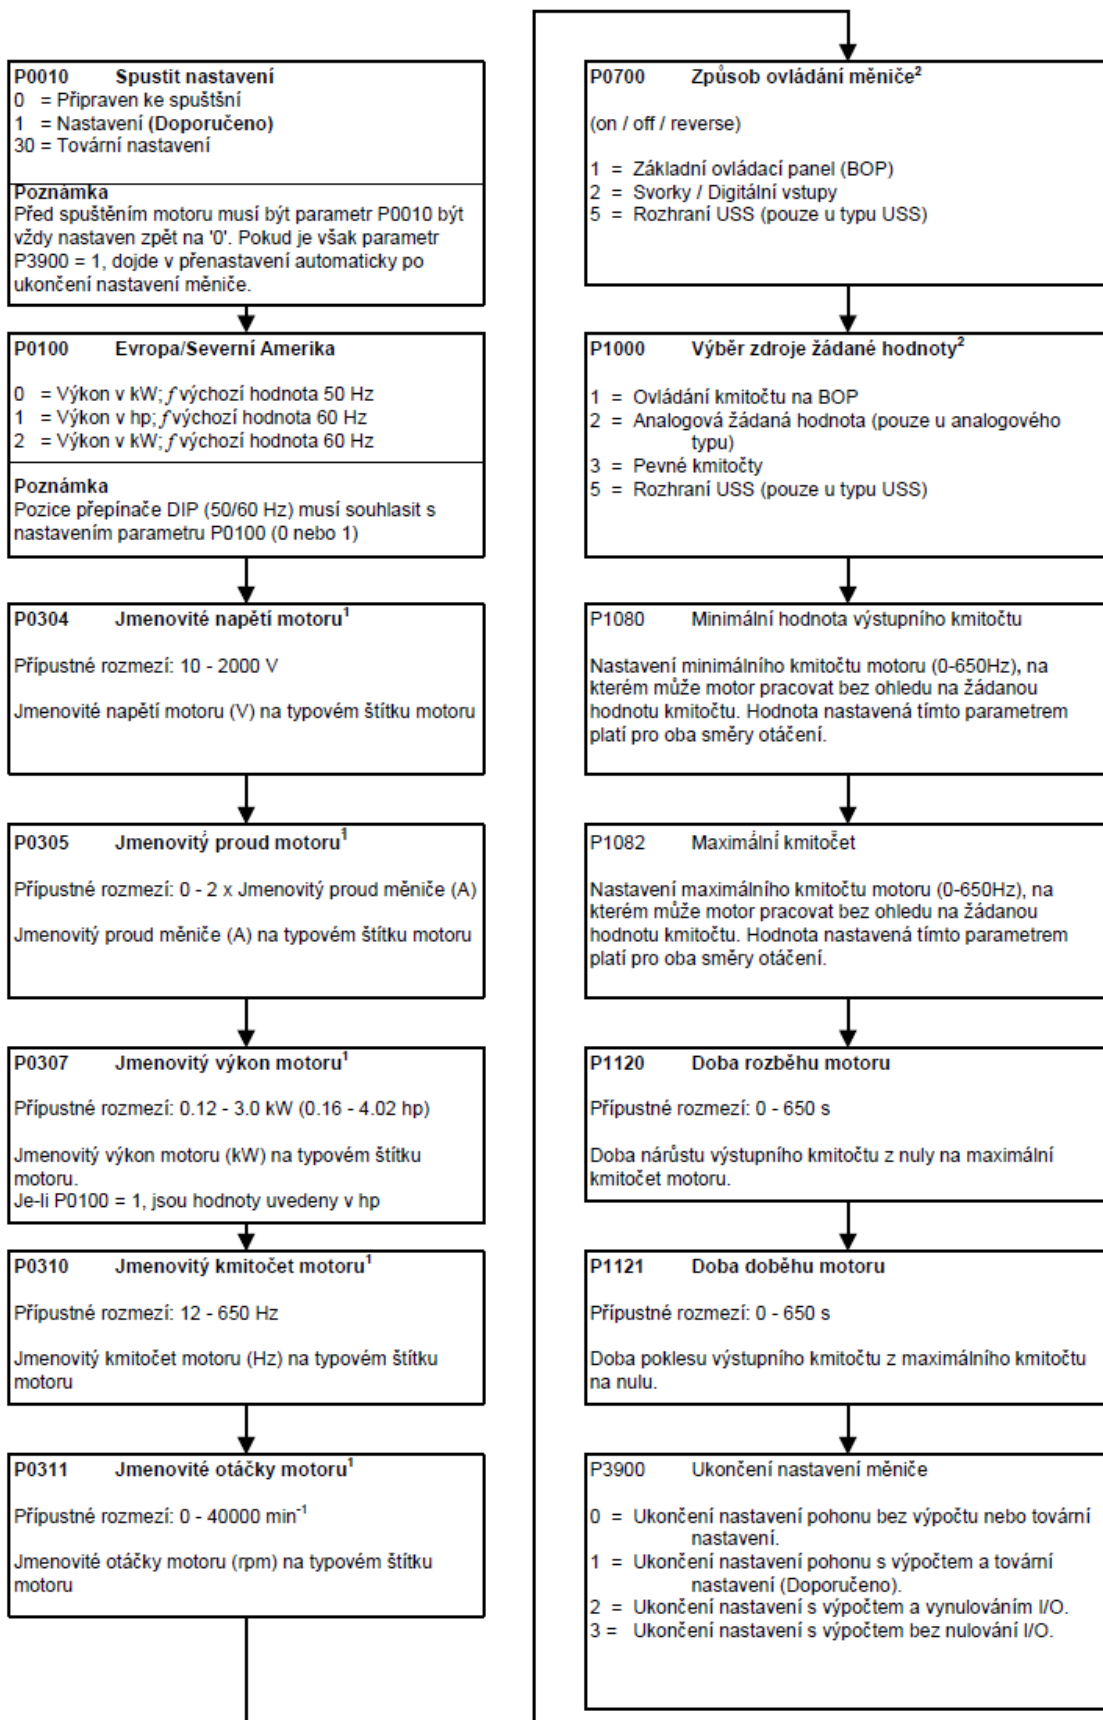 P0010 Spustit nastavení
0 = Připraven ke spuštšní
1 = Nastavení (Doporučeno)
30 = Tovární nastavení
Poznámka
Před spuštěním motoru musí být parametr P0010 být
vždy nastaven zpět na '0'. Pokud je však parametr
P3900 = 1, dojde v přenastavení automaticky po
ukončení nastavení měniče.
P0100 Evropa/Severní Amerika
0 = Výkon v kW; f výchozí hodnota 50 Hz
1 = Výkon v hp; f výchozí hodnota 60 Hz
2 = Výkon v kW; f výchozí hodnota 60 Hz
Poznámka
Pozice přepínače DIP (50/60 Hz) musí souhlasit s
nastavením parametru P0100 (0 nebo 1)
P0304 Jmenovité napětí motoru¹
Přípustné rozmezí: 10 - 2000 V
Jmenovité napětí motoru (V) na typovém štítku motoru
P0305 Jmenovitý proud motoru¹
Přípustné rozmezí: 0 - 2 x Jmenovitý proud měniče (A)
Jmenovitý proud měniče (A) na typovém štítku motoru
P0307 Jmenovitý výkon motoru¹
Přípustné rozmezí: 0.12 - 3.0 kW (0.16 - 4.02 hp)
Jmenovitý výkon motoru (kW) na typovém štítku
motoru.
Je-li P0100 = 1, jsou hodnoty uvedeny v hp
P0310 Jmenovitý kmitočet motoru¹
Přípustné rozmezí: 12 - 650 Hz
Jmenovitý kmitočet motoru (Hz) na typovém štítku
motoru
P0311 Jmenovité otáčky motoru¹
Přípustné rozmezí: 0 - 40000 min⁻¹
Jmenovité otáčky motoru (rpm) na typovém štítku
motoru
P0700 Způsob ovládání měniče²
(on / off / reverse)
1 = Základní ovládací panel (BOP)
2 = Svorky / Digitální vstupy
5 = Rozhraní USS (pouze u typu USS)
P1000 Výběr zdroje žádané hodnoty²
1 = Ovládání kmitočtu na BOP
2 = Analogová žádaná hodnota (pouze u analogového
typu)
3 = Pevné kmitočty
5 = Rozhraní USS (pouze u typu USS)
P1080 Minimální hodnota výstupního kmitočtu
Nastavení minimálního kmitočtu motoru (0-650Hz), na
kterém může motor pracovat bez ohledu na žádanou
hodnotu kmitočtu. Hodnota nastavená tímto parametrem
platí pro oba směry otáčení.
P1082 Maximální kmitočet
Nastavení maximálního kmitočtu motoru (0-650Hz), na
kterém může motor pracovat bez ohledu na žádanou
hodnotu kmitočtu. Hodnota nastavená tímto parametrem
platí pro oba směry otáčení.
P1120 Doba rozběhu motoru
Přípustné rozmezí: 0 - 650 s
Doba nárůstu výstupního kmitočtu z nuly na maximální
kmitočet motoru.
P1121 Doba doběhu motoru
Přípustné rozmezí: 0 - 650 s
Doba poklesu výstupního kmitočtu z maximálního kmitočtu
na nulu.
P3900 Ukončení nastavení měniče
0 = Ukončení nastavení pohonu bez výpočtu nebo tovární
nastavení.
1 = Ukončení nastavení pohonu s výpočtem a tovární
nastavení (Doporučeno).
2 = Ukončení nastavení s výpočtem a vynulováním I/O.
3 = Ukončení nastavení s výpočtem bez nulování I/O.